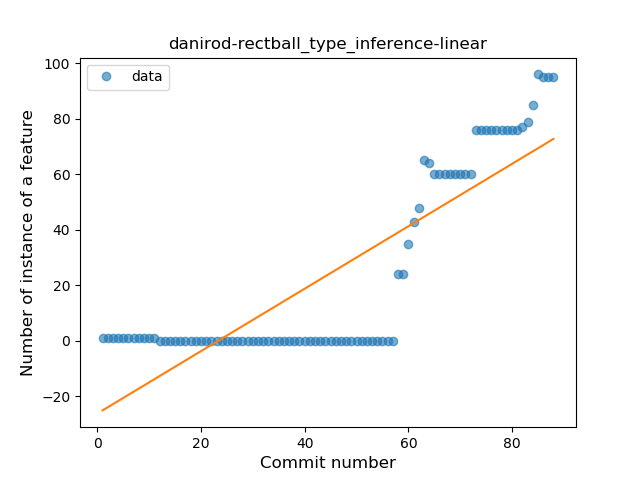 danirod-rectball_type_inference-linear
data
Number of instance of a feature
100
80
60
40
20
0
−20
0 20 40 60 80
Commit number